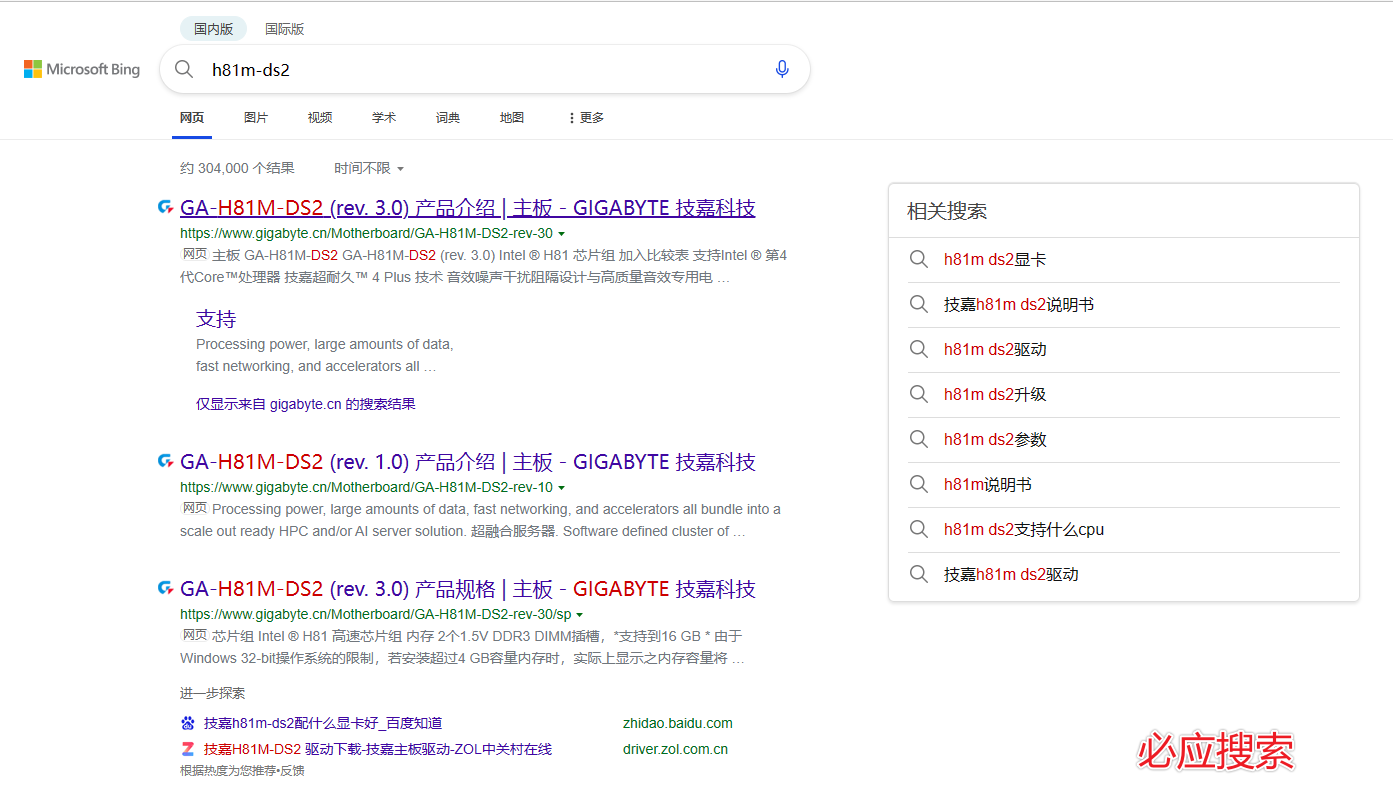 国内版 国际版
Microsoft Bing
h81m-ds2
网页 图片 视频 学术 词典 地图 更多
约 304,000 个结果 时间不限
GA-H81M-DS2 (rev. 3.0) 产品介绍 | 主板 - GIGABYTE 技嘉科技
https://www.gigabyte.cn/Motherboard/GA-H81M-DS2-rev-30
网页 主板 GA-H81M-DS2 GA-H81M-DS2 (rev. 3.0) Intel ® H81 芯片组 加入比较表 支持Intel ® 第4
代Core™处理器 技嘉超耐久™ 4 Plus 技术 音效噪声干扰阻隔设计与高质量音效专用电 …
支持
Processing power, large amounts of data,
fast networking, and accelerators all …
仅显示来自 gigabyte.cn 的搜索结果
GA-H81M-DS2 (rev. 1.0) 产品介绍 | 主板 - GIGABYTE 技嘉科技
https://www.gigabyte.cn/Motherboard/GA-H81M-DS2-rev-10
网页 Processing power, large amounts of data, fast networking, and accelerators all bundle into a
scale out ready HPC and/or AI server solution. 超融合服务器. Software defined cluster of …
GA-H81M-DS2 (rev. 3.0) 产品规格 | 主板 - GIGABYTE 技嘉科技
https://www.gigabyte.cn/Motherboard/GA-H81M-DS2-rev-30/sp
网页 芯片组 Intel ® H81 高速芯片组 内存 2个1.5V DDR3 DIMM插槽，*支持到16 GB * 由于
Windows 32-bit操作系统的限制，若安装超过4 GB容量内存时，实际上显示之内存容量将 …
进一步探索
技嘉h81m-ds2配什么显卡好_百度知道 zhidao.baidu.com
技嘉H81M-DS2 驱动下载-技嘉主板驱动-ZOL中关村在线 driver.zol.com.cn
根据热度为您推荐•反馈
相关搜索
h81m ds2显卡
技嘉h81m ds2说明书
h81m ds2驱动
h81m ds2升级
h81m ds2参数
h81m说明书
h81m ds2支持什么cpu
技嘉h81m ds2驱动
必应搜索